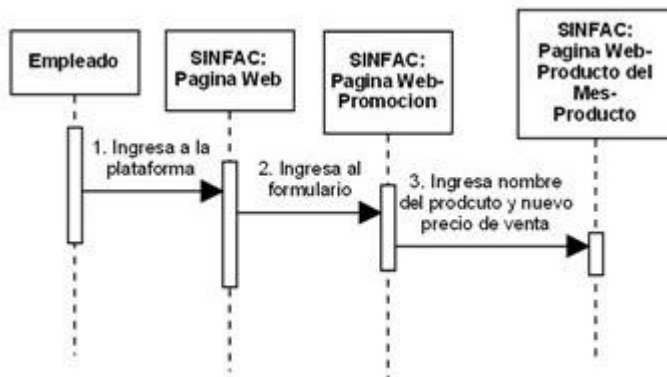 Empleado
SINFAC:
Pagina Web
SINFAC:
Pagina Web-
Promocion
SINFAC:
Pagina Web-
Producto del
Mes-
Producto
1. Ingresa a la
plataforma
2. Ingresa al
formulario
3. Ingresa nombre
del prodcuto y nuevo
precio de venta